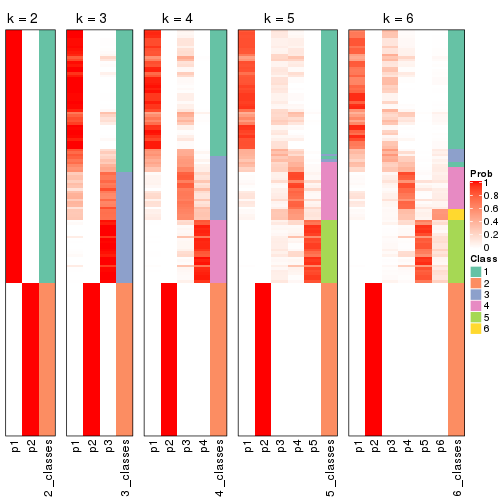 k = 2
k = 3
k = 4
k = 5
k = 6
p1
p2
2_classes
p1
p2
p3
3_classes
p1
p2
p3
p4
4_classes
p1
p2
p3
p4
p5
5_classes
p1
p2
p3
p4
p5
p6
6_classes
Prob
1
0.8
0.6
0.4
0.2
0
Class
1
2
3
4
5
6